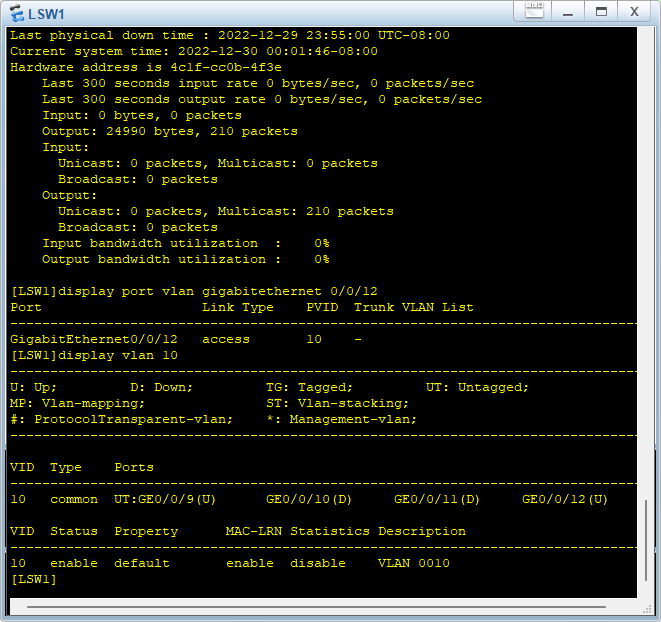 LSW1
Last physical down time : 2022-12-29 23:55:00 UTC-08:00
Current system time: 2022-12-30 00:01:46-08:00
Hardware address is 4c1f-cc0b-4f3e
    Last 300 seconds input rate 0 bytes/sec, 0 packets/sec
    Last 300 seconds output rate 0 bytes/sec, 0 packets/sec
    Input: 0 bytes, 0 packets
    Output: 24990 bytes, 210 packets
    Input:
      Unicast: 0 packets, Multicast: 0 packets
      Broadcast: 0 packets
    Output:
      Unicast: 0 packets, Multicast: 210 packets
      Broadcast: 0 packets
    Input bandwidth utilization  :    0%
    Output bandwidth utilization :    0%
[LSW1]display port vlan gigabitethernet 0/0/12
Port                    Link Type    PVID  Trunk VLAN List
-------------------------------------------------------------------------------
GigabitEthernet0/0/12   access       10    -
[LSW1]display vlan 10
-------------------------------------------------------------------------------
U: Up;         D: Down;         TG: Tagged;         UT: Untagged;
MP: Vlan-mapping;               ST: Vlan-stacking;
#: ProtocolTransparent-vlan;    *: Management-vlan;
-------------------------------------------------------------------------------
VID  Type    Ports
-------------------------------------------------------------------------------
10   common  UT:GE0/0/9(U)      GE0/0/10(D)     GE0/0/11(D)     GE0/0/12(U)
VID  Status  Property      MAC-LRN Statistics Description
-------------------------------------------------------------------------------
10   enable  default       enable  disable    VLAN 0010
[LSW1]